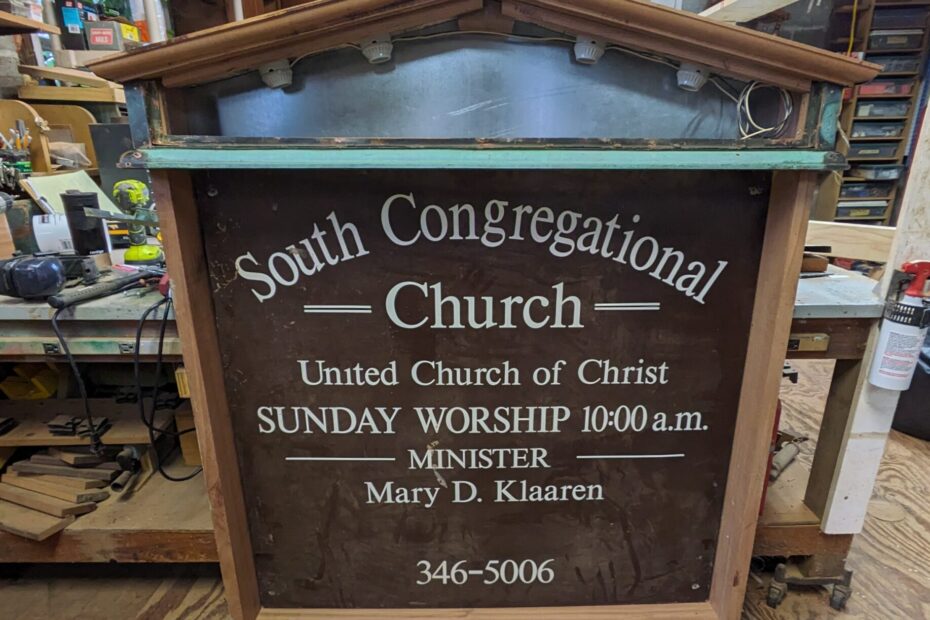 South Congregational
Church
United Church of Christ
SUNDAY WORSHIP 10:00 a.m.
MINISTER
Mary D. Klaaren
346-5006